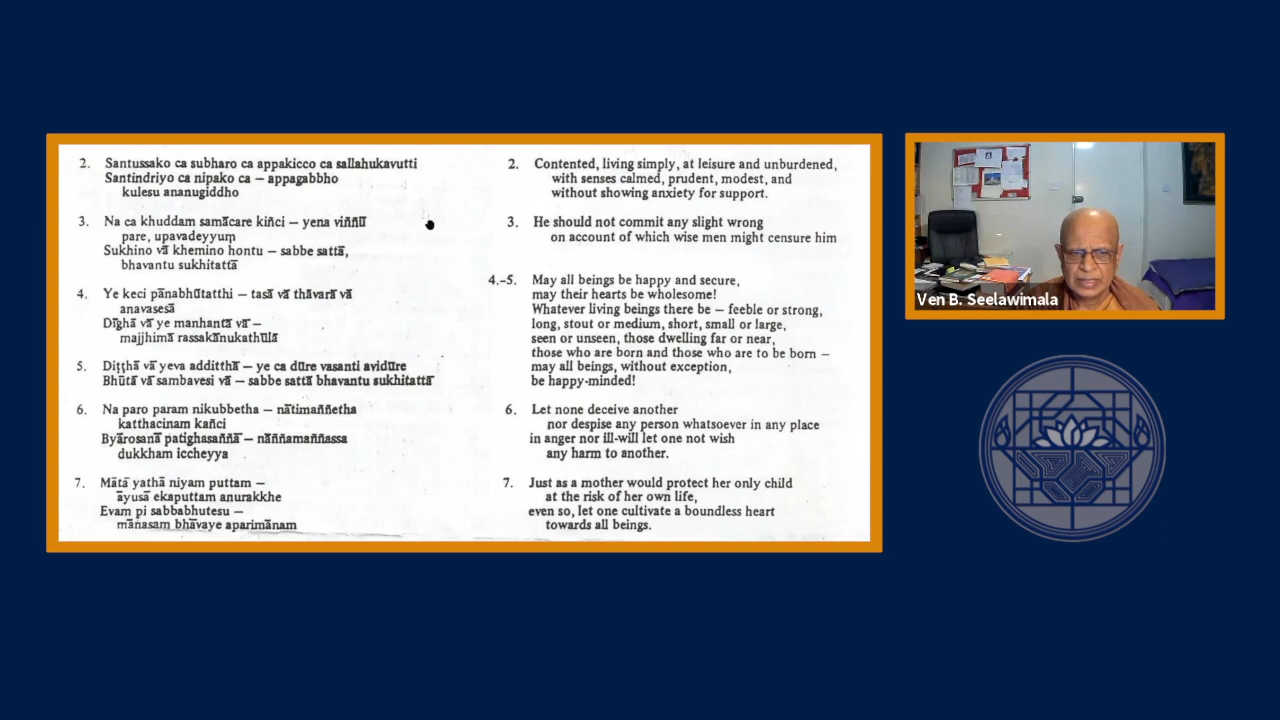 2. Santussako ca subharo ca appakicco ca sallahukavutti
Santindriyo ca nipako ca — appagabbho
kulesu ananugiddho
3. Na ca khuddam samācare kiñci — yena viññū
pare, upavadeyyuṃ
Sukhino vā khemino hontu — sabbe sattā,
bhavantu sukhitattā
4. Ye keci pānabhūtatthi — tasā vā thāvarā vā
anavasesā
Dīghā vā ye manhantā vā —
majjhimā rassakānukathūlā
5. Diṭṭhā vā yeva additthā — ye ca dūre vasanti avidūre
Bhūtā vā sambavesi vā — sabbe sattā bhavantu sukhitattā
6. Na paro param nikubbetha — nātimaññetha
katthacinam kañci
Byārosanā patighasaññā — nāññamaññassa
dukkham iccheyya
7. Mātā yathā niyam puttam —
āyusā ekaputtam anurakkhe
Evam pi sabbabhutesu —
mānasam bhāvaye aparimānam
2. Contented, living simply, at leisure and unburdened,
with senses calmed, prudent, modest, and
without showing anxiety for support.
3. He should not commit any slight wrong
on account of which wise men might censure him
4.-5. May all beings be happy and secure,
may their hearts be wholesome!
Whatever living beings there be — feeble or strong,
long, stout or medium, short, small or large,
seen or unseen, those dwelling far or near,
those who are born and those who are to be born —
may all beings, without exception,
be happy-minded!
6. Let none deceive another
nor despise any person whatsoever in any place
in anger nor ill-will let one not wish
any harm to another.
7. Just as a mother would protect her only child
at the risk of her own life,
even so, let one cultivate a boundless heart
towards all beings.
Ven B. Seelawimala